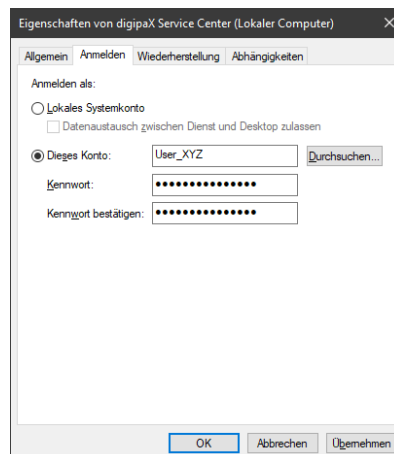 Eigenschaften von digipaX Service Center (Lokaler Computer)
Allgemein Anmelden Wiederherstellung Abhängigkeiten
Anmelden als:
Lokales Systemkonto
Datenaustausch zwischen Dienst und Desktop zulassen
Dieses Konto: User_XYZ Durchsuchen...
Kennwort: •••••••••••••••
Kennwort bestätigen: •••••••••••••••
OK Abbrechen Übernehmen